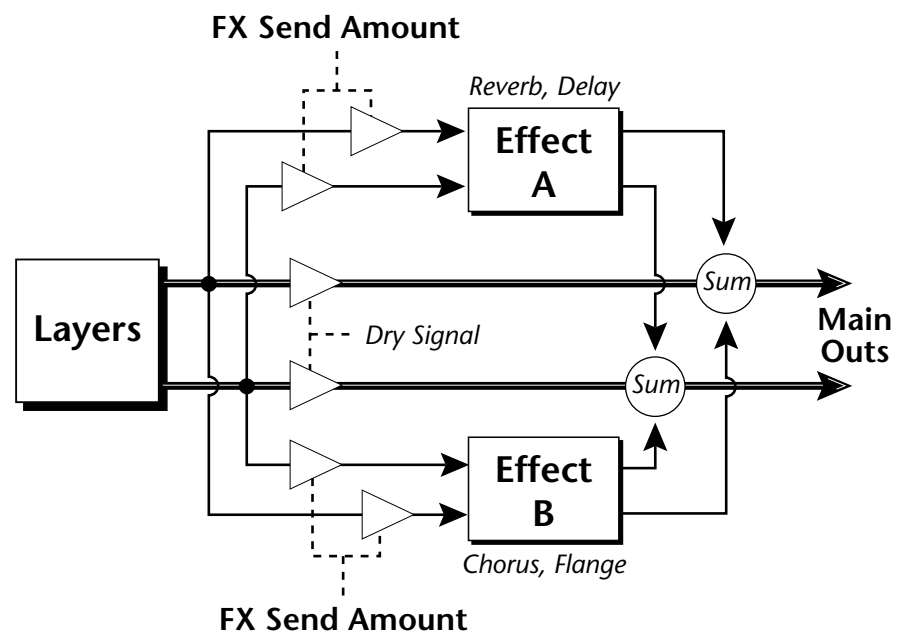 FX Send Amount
Reverb, Delay
Effect
A
Layers
Sum
Dry Signal
Main
Outs
Sum
Effect
B
Chorus, Flange
FX Send Amount